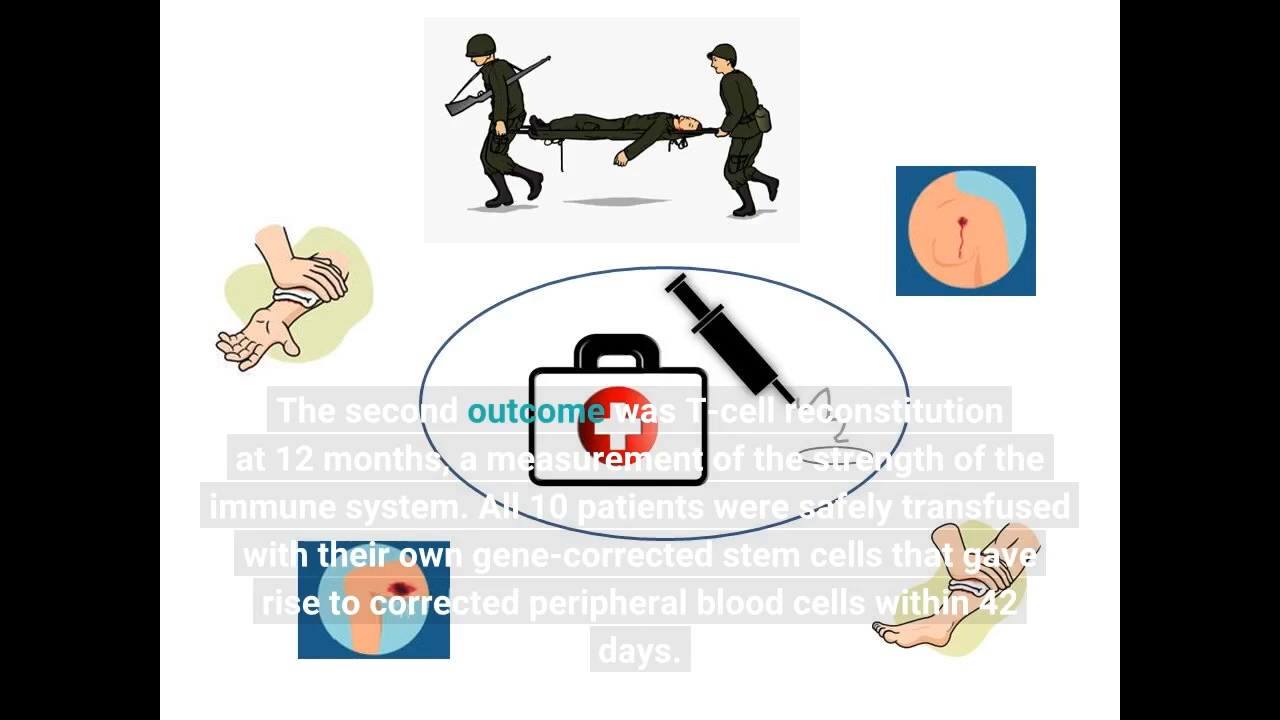 The second outcome was T-cell reconstitution
at 12 months, a measurement of the strength of the
immune system. All 10 patients were safely transfused
with their own gene-corrected stem cells that gave
rise to corrected peripheral blood cells within 42
days.